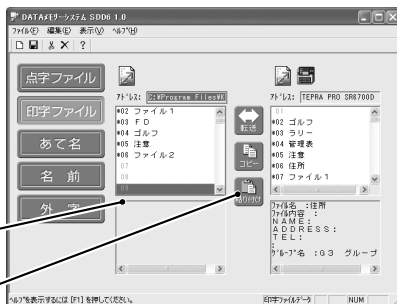 DATAメモリーシステム SDD6 1.0
ファイル(F) 編集(E) 表示(V) ヘルプ(H)
点字ファイル
印字ファイル
あて名
名 前
外 字
アドレス: C:¥Program Files¥K
*02 ファイル1
*03 FD
*04 ゴルフ
*05 注意
*06 ファイル2
07
08
09
転送
コピー
貼り付け
アドレス: TEPRA PRO SR6700D
01
*02 ゴルフ
*03 ラリー
*04 管理表
*05 注意
*06 住所
*07 ファイル1
ファイル名 :住所
ファイル内容 :
NAME:
ADDRESS:
TEL:
:
グループ名 :G3 グループ
ヘルプを表示するには [F1] を押してください。
印字ファイルデータ
NUM